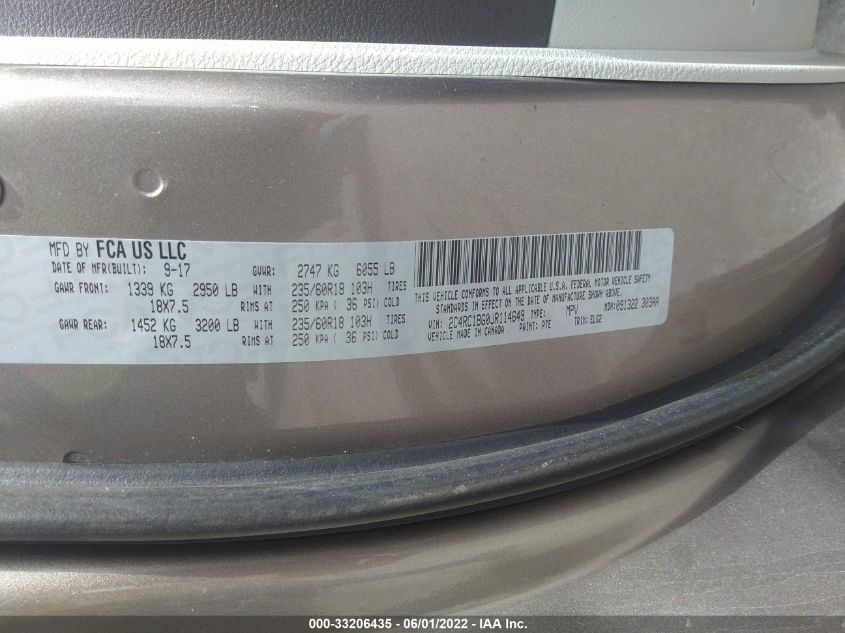 MFD BY FCA US LLC
DATE OF MFR(BUILT): 9-17 GVWR: 2747 KG 6055 LB
GAWR FRONT: 1339 KG 2950 LB WITH 235/60R18 103H TIRES
18X7.5 RIMS AT 250 KPA ( 36 PSI) COLD
GAWR REAR: 1452 KG 3200 LB WITH 235/60R18 103H TIRES
18X7.5 RIMS AT 250 KPA ( 36 PSI) COLD
THIS VEHICLE CONFORMS TO ALL APPLICABLE U.S.A. FEDERAL MOTOR VEHICLE SAFETY
STANDARDS IN EFFECT ON THE DATE OF MANUFACTURE SHOWN ABOVE.
VIN: 2C4RC1BG0JR114649 TYPE: MPV MDH:091322 303AA
VEHICLE MADE IN CANADA PAINT: PTE TRIM: ELG2
000-33206435 - 06/01/2022 - IAA Inc.